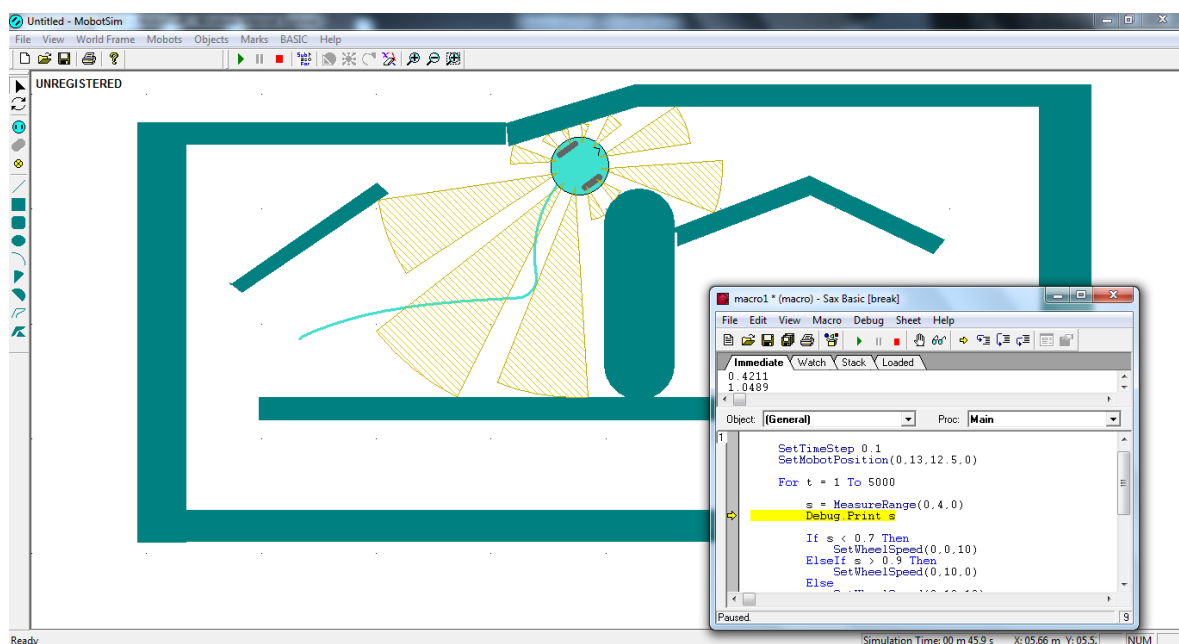 Untitled - MobotSim
File View World Frame Mobots Objects Marks BASIC Help
UNREGISTERED
macro1 * (macro) - Sax Basic [break]
File Edit View Macro Debug Sheet Help
Immediate Watch Stack Loaded
0.4211
1.0489
Object: (General) Proc: Main
1
SetTimeStep 0.1
SetMobotPosition(0,13,12.5,0)
For t = 1 To 5000
s = MeasureRange(0,4,0)
Debug.Print s
If s < 0.7 Then
SetWheelSpeed(0,0,10)
ElseIf s > 0.9 Then
SetWheelSpeed(0,10,0)
Else
Paused. 9
Ready Simulation Time: 00 m 45.9 s X: 05.66 m Y: 05.5 NUM